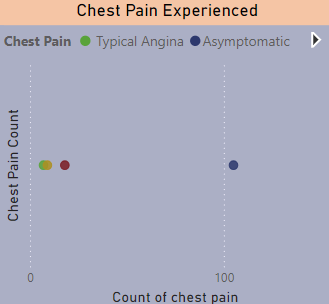 Chest Pain Experienced
Chest Pain Typical Angina Asymptomatic
Chest Pain Count
0 100
Count of chest pain